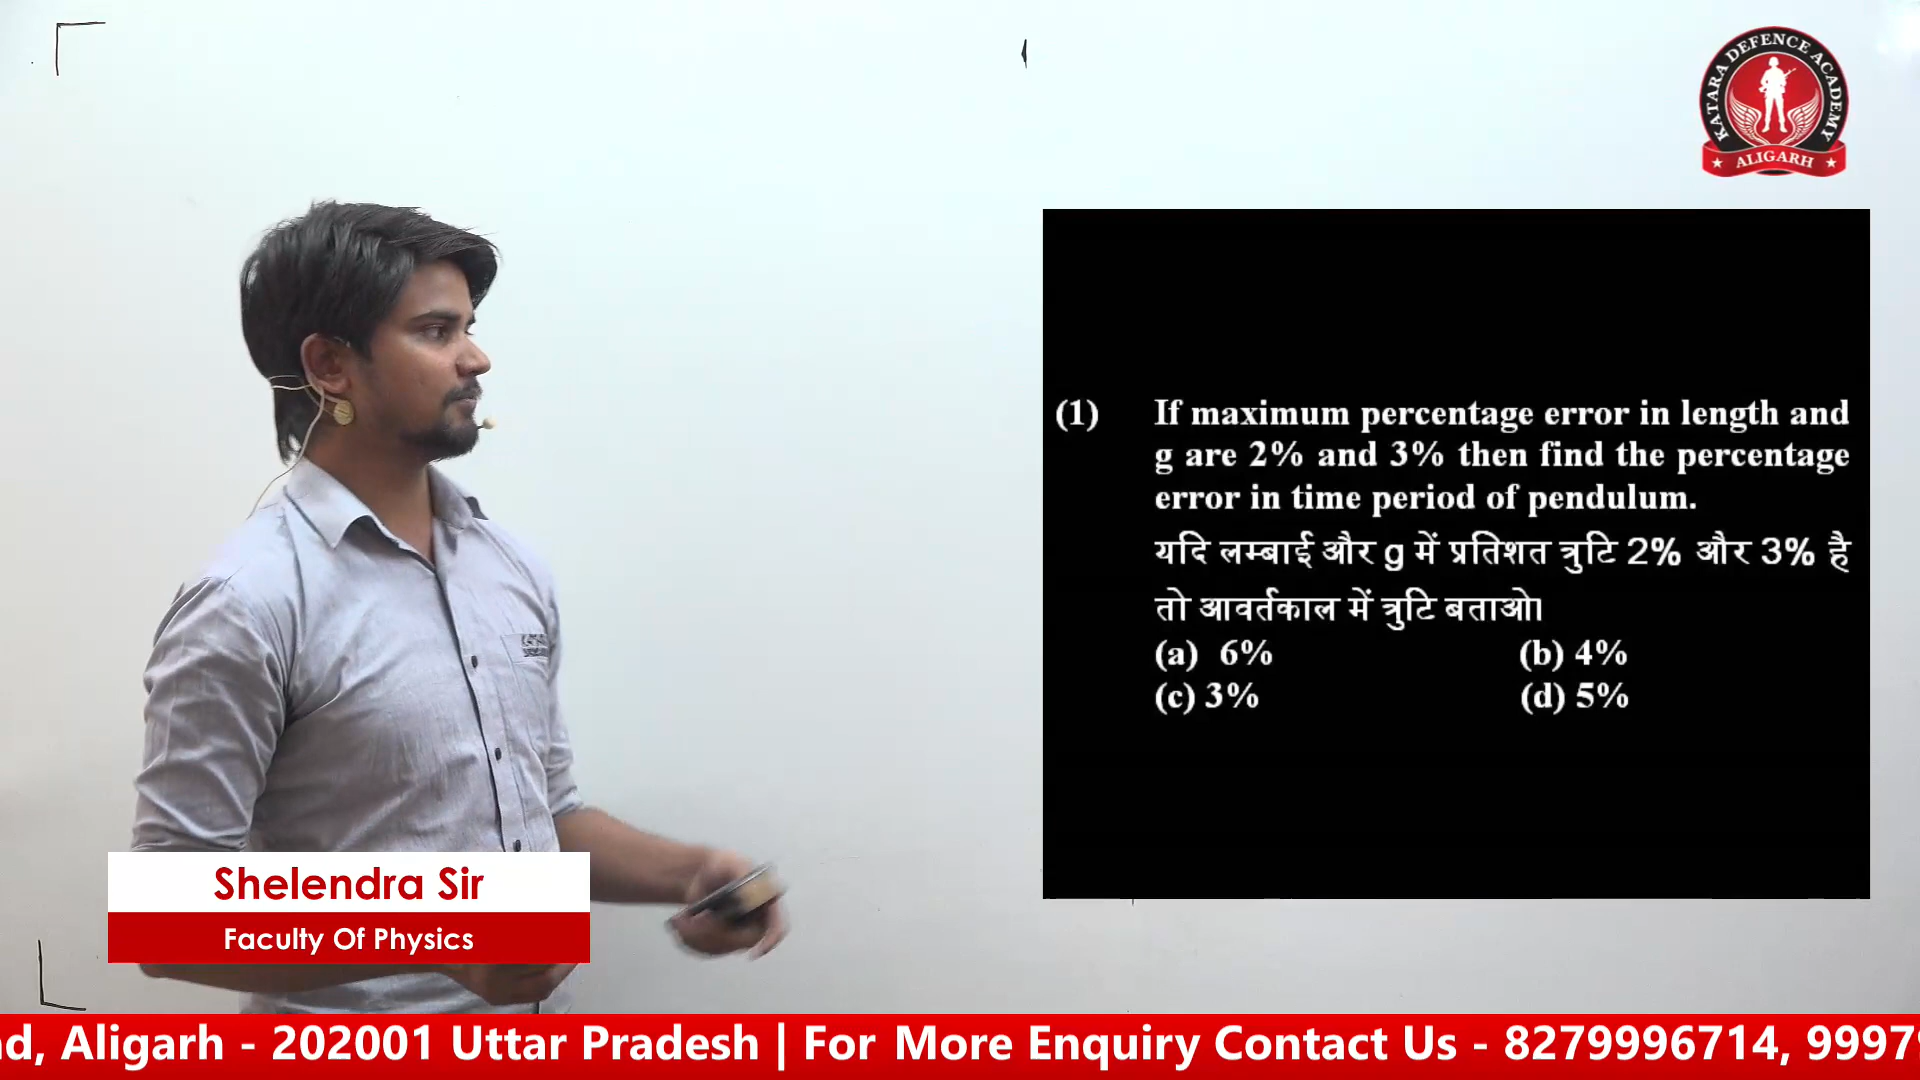 KATARA DEFENCE ACADEMY
ALIGARH
(1) If maximum percentage error in length and
g are 2% and 3% then find the percentage
error in time period of pendulum.
यदि लम्बाई और g में प्रतिशत त्रुटि 2% और 3% है
तो आवर्तकाल में त्रुटि बताओ।
(a) 6% (b) 4%
(c) 3% (d) 5%
Shelendra Sir
Faculty Of Physics
d, Aligarh - 202001 Uttar Pradesh | For More Enquiry Contact Us - 8279996714, 9997